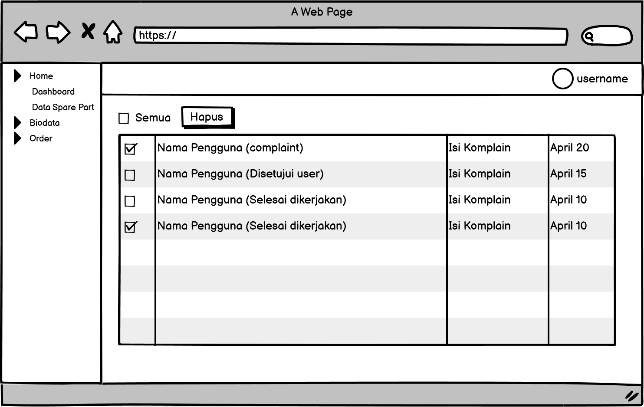 A Web Page
https://
username
Home
Dashboard
Data Spare Part
Biodata
Order
Semua Hapus
Nama Pengguna (complaint) Isi Komplain April 20
Nama Pengguna (Disetujui user) Isi Komplain April 15
Nama Pengguna (Selesai dikerjakan) Isi Komplain April 10
Nama Pengguna (Selesai dikerjakan) Isi Komplain April 10